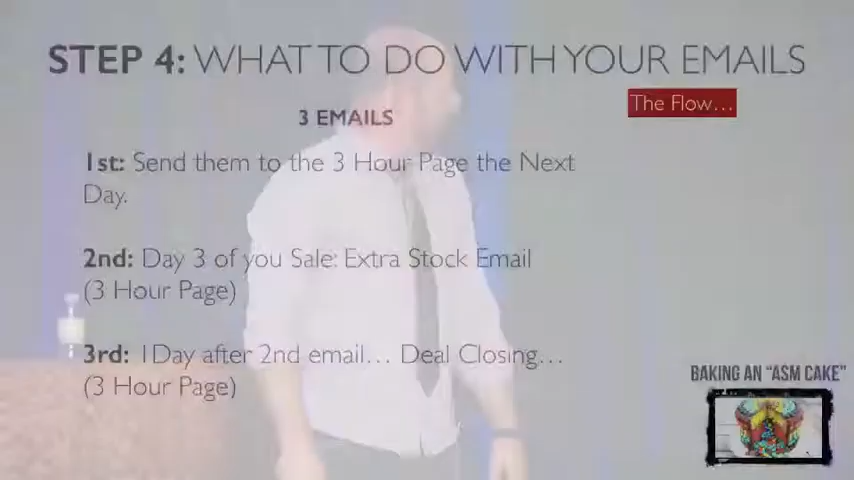 STEP 4: WHAT TO DO WITH YOUR EMAILS
The Flow...
3 EMAILS
1st: Send them to the 3 Hour Page the Next
Day.
2nd: Day 3 of you Sale: Extra Stock Email
(3 Hour Page)
3rd: 1Day after 2nd email... Deal Closing...
(3 Hour Page)
BAKING AN "ASM CAKE"